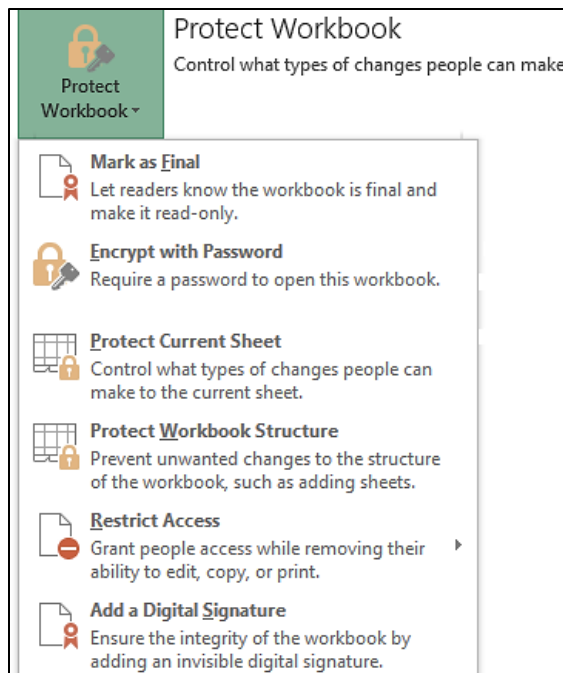 Protect Workbook
Control what types of changes people can make
Protect
Workbook
Mark as Final
Let readers know the workbook is final and
make it read-only.
Encrypt with Password
Require a password to open this workbook.
Protect Current Sheet
Control what types of changes people can
make to the current sheet.
Protect Workbook Structure
Prevent unwanted changes to the structure
of the workbook, such as adding sheets.
Restrict Access
Grant people access while removing their
ability to edit, copy, or print.
Add a Digital Signature
Ensure the integrity of the workbook by
adding an invisible digital signature.